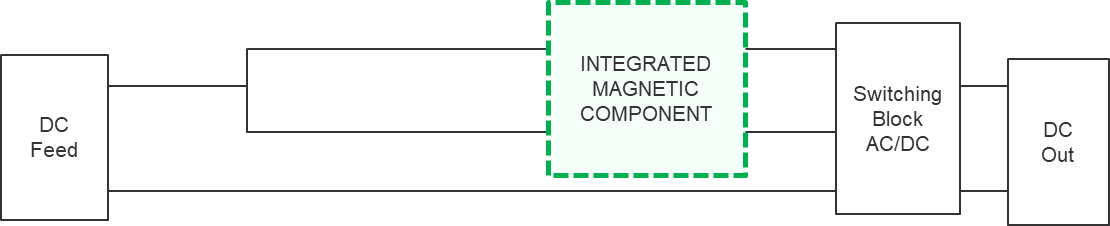 DC
Feed
INTEGRATED
MAGNETIC
COMPONENT
Switching
Block
AC/DC
DC
Out